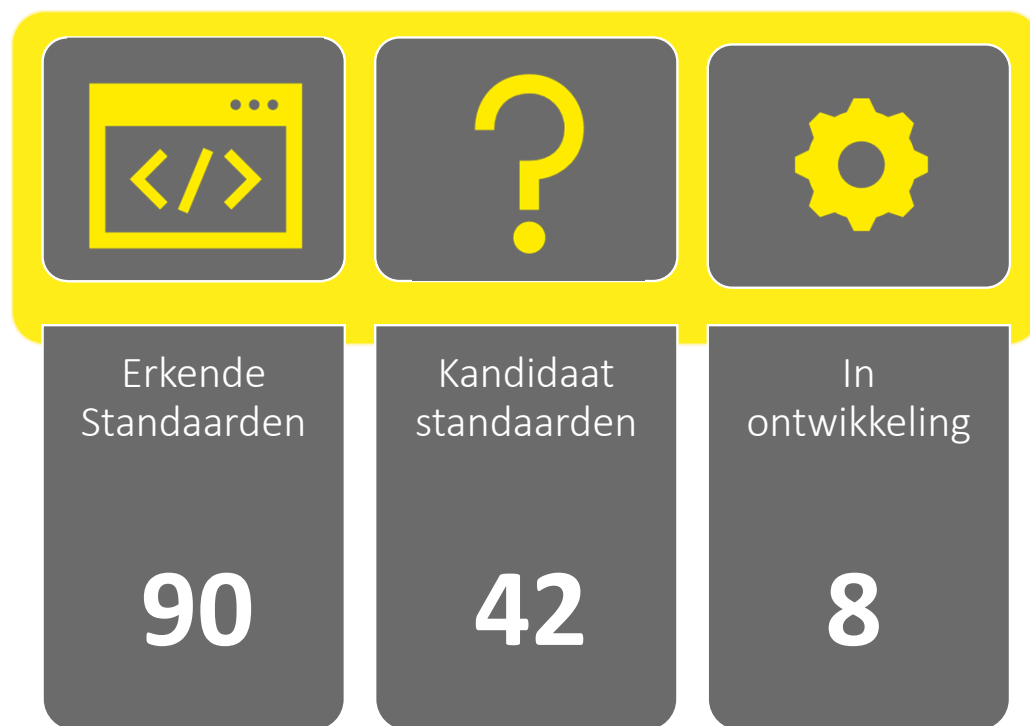 </>
?
Erkende
Standaarden
90
Kandidaat
standaarden
42
In
ontwikkeling
8